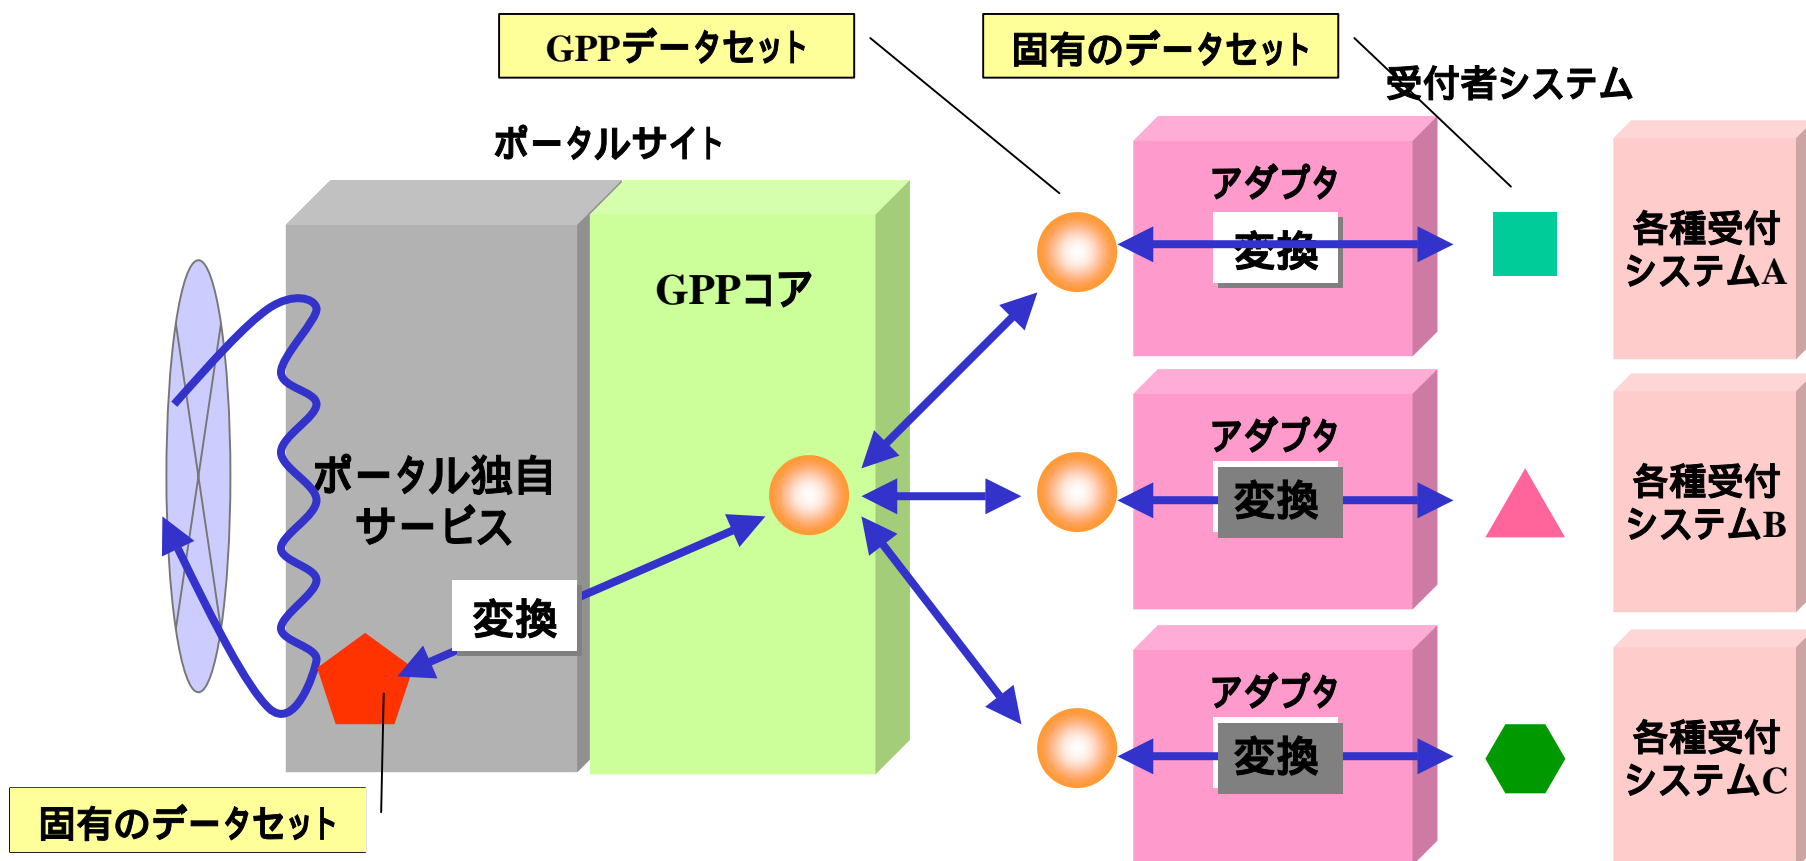 GPPデータセット
固有のデータセット
受付者システム
ポータルサイト
アダプタ
変換
各種受付
システムA
GPPコア
アダプタ
変換
各種受付
システムB
ポータル独自
サービス
変換
アダプタ
変換
各種受付
システムC
固有のデータセット